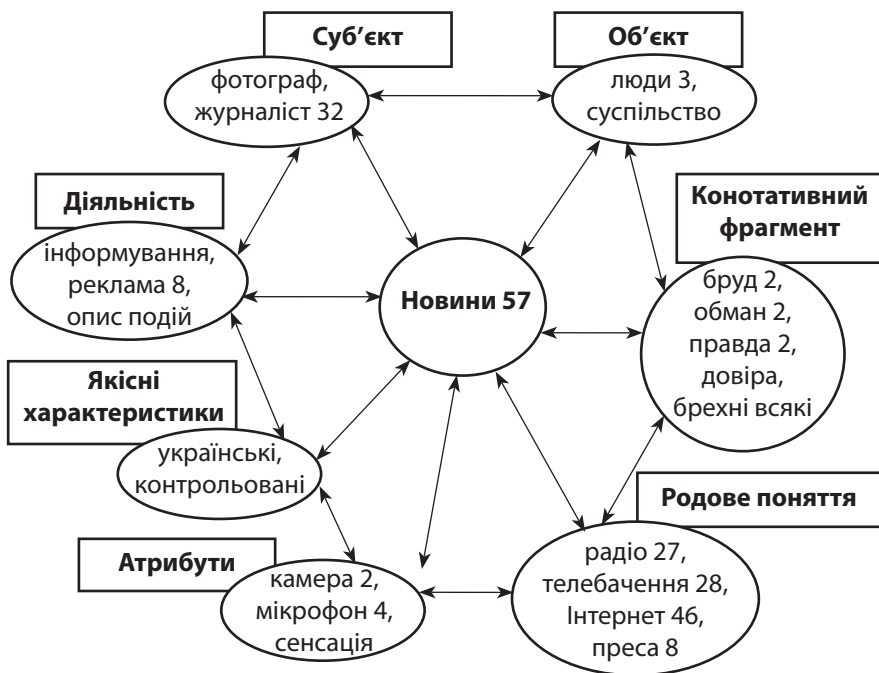 Суб’єкт
фотограф,
журналіст 32
Об’єкт
люди 3,
суспільство
Діяльність
інформування,
реклама 8,
опис подій
Конотативний
фрагмент
бруд 2,
обман 2,
правда 2,
довіра,
брехні всякі
Новини 57
Якісні
характеристики
українські,
контрольовані
Атрибути
камера 2,
мікрофон 4,
сенсація
Родове поняття
радіо 27,
телебачення 28,
Інтернет 46,
преса 8